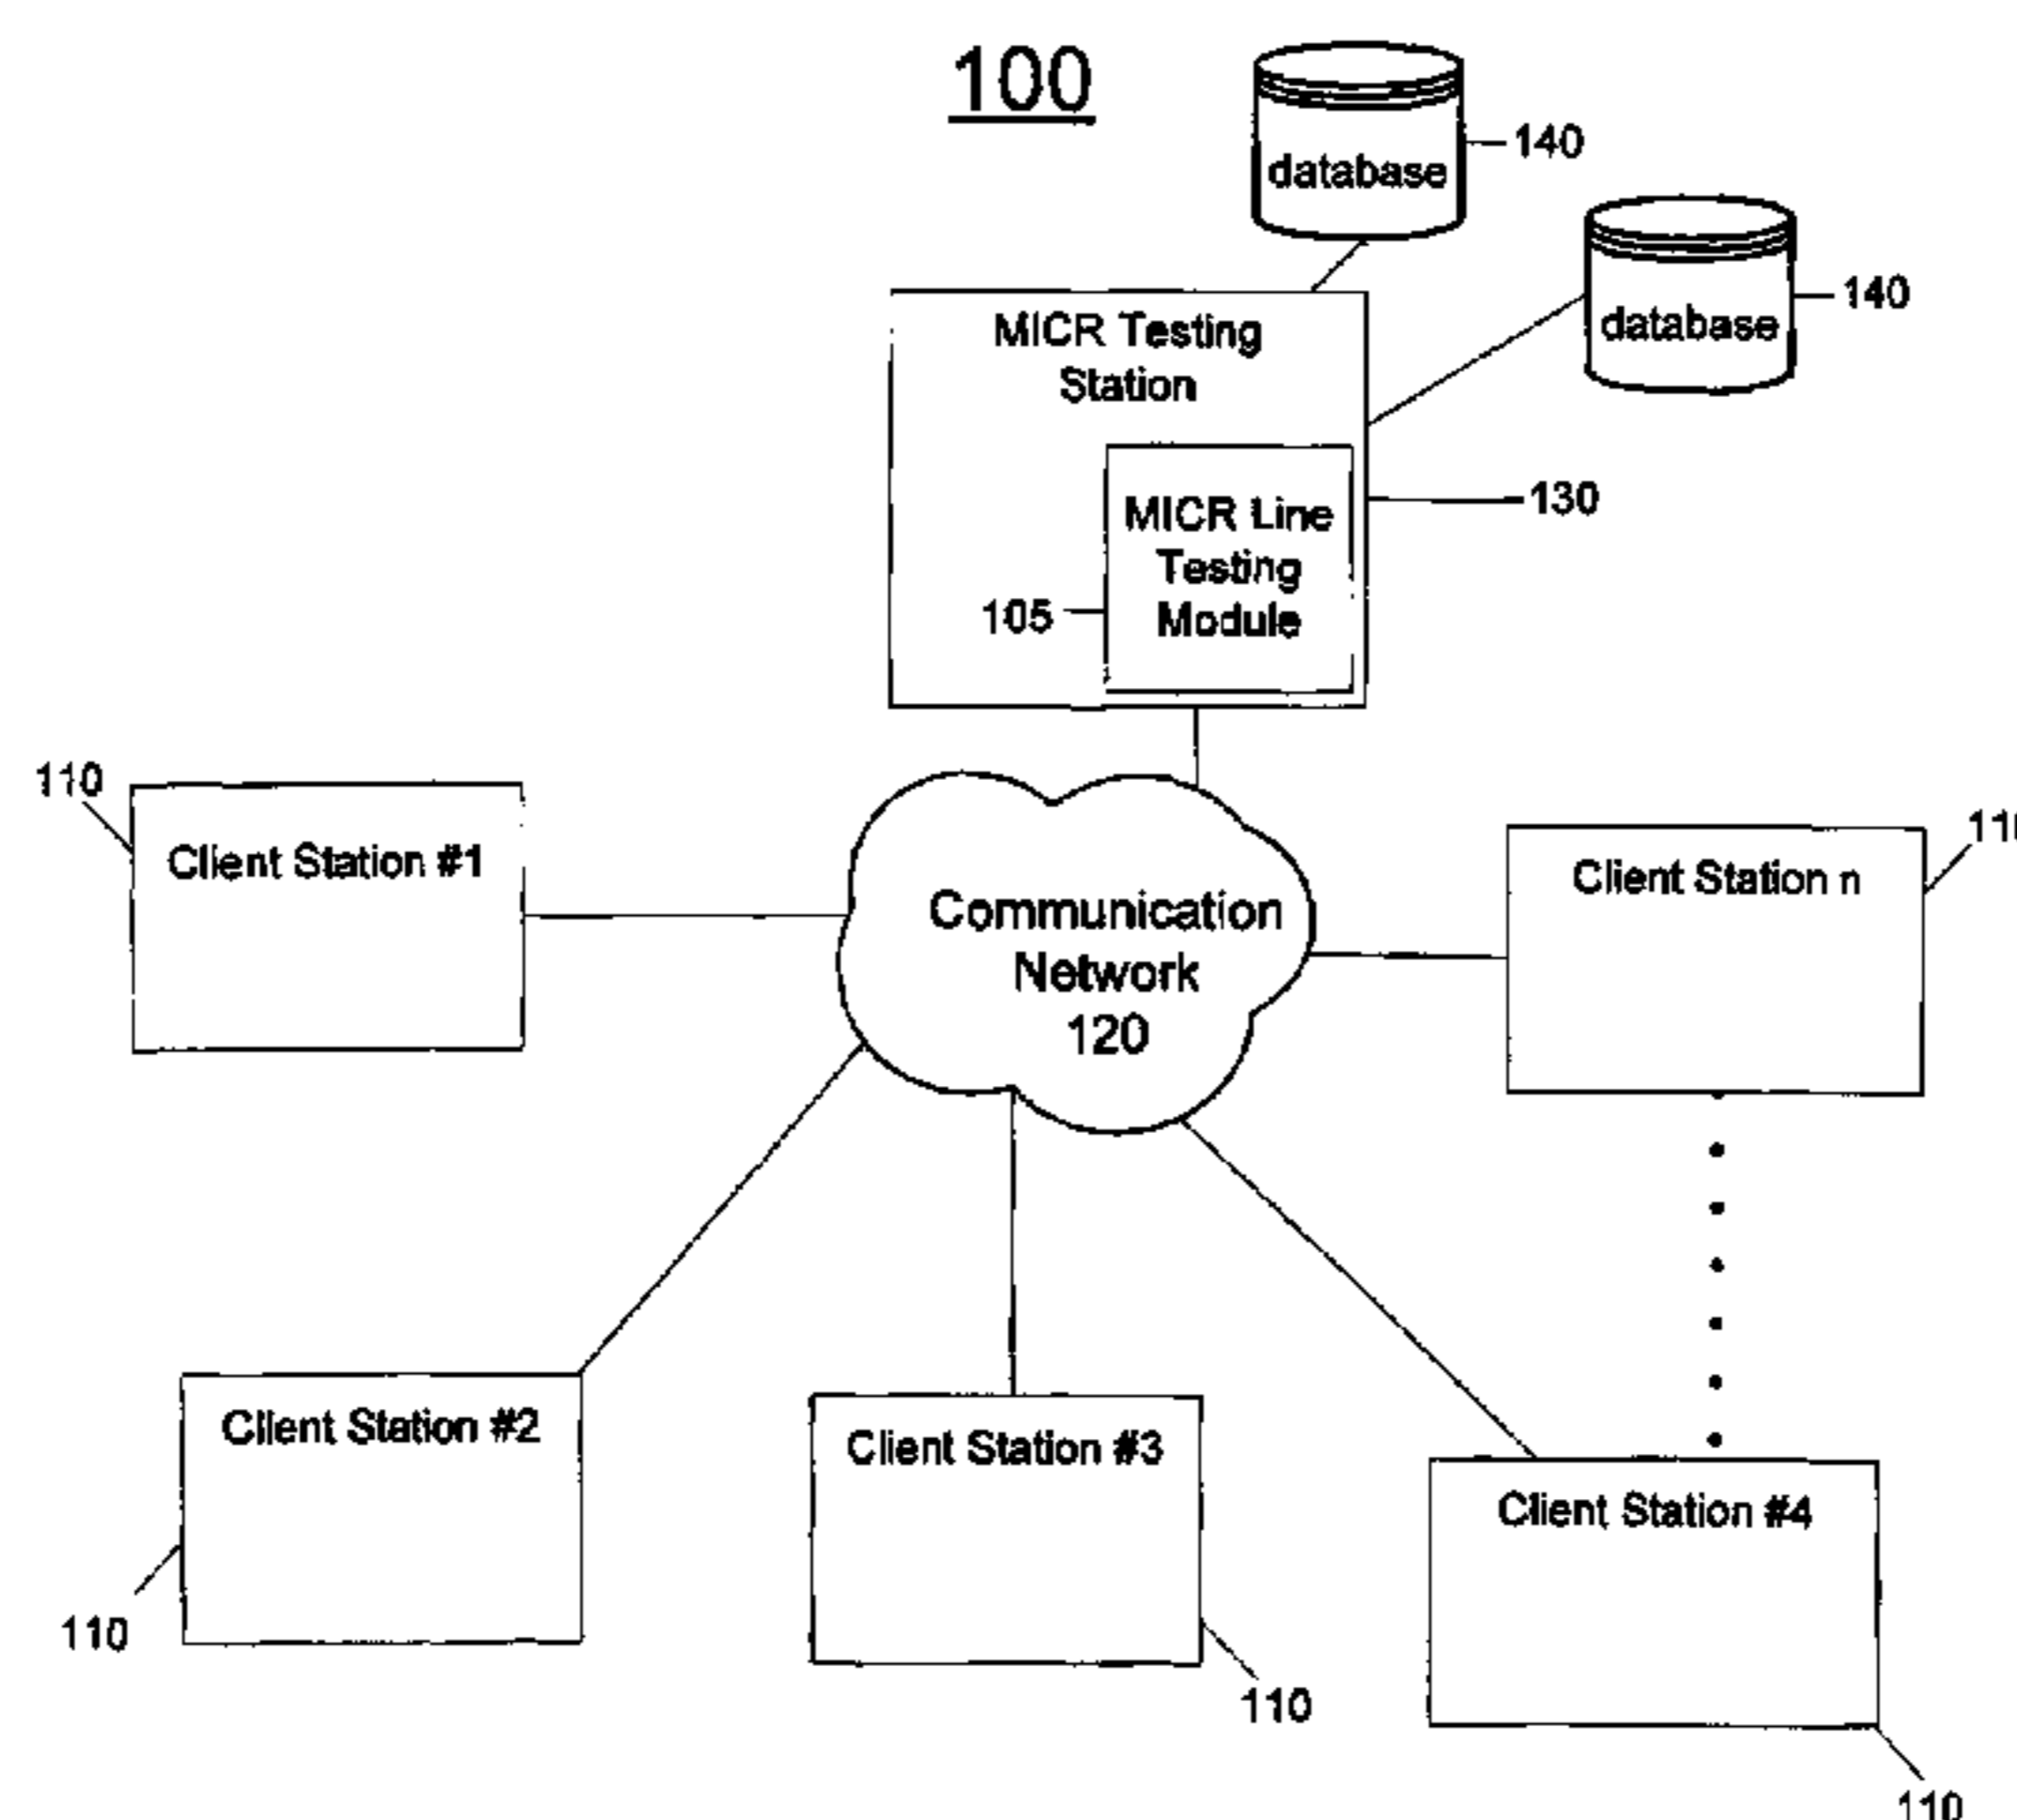 100
database
140
database
140
MICR Testing
Station
130
MICR Line
Testing
Module
105
110
Client Station #1
Communication
Network
120
Client Station n
110
Client Station #2
110
Client Station #3
110
Client Station #4
110